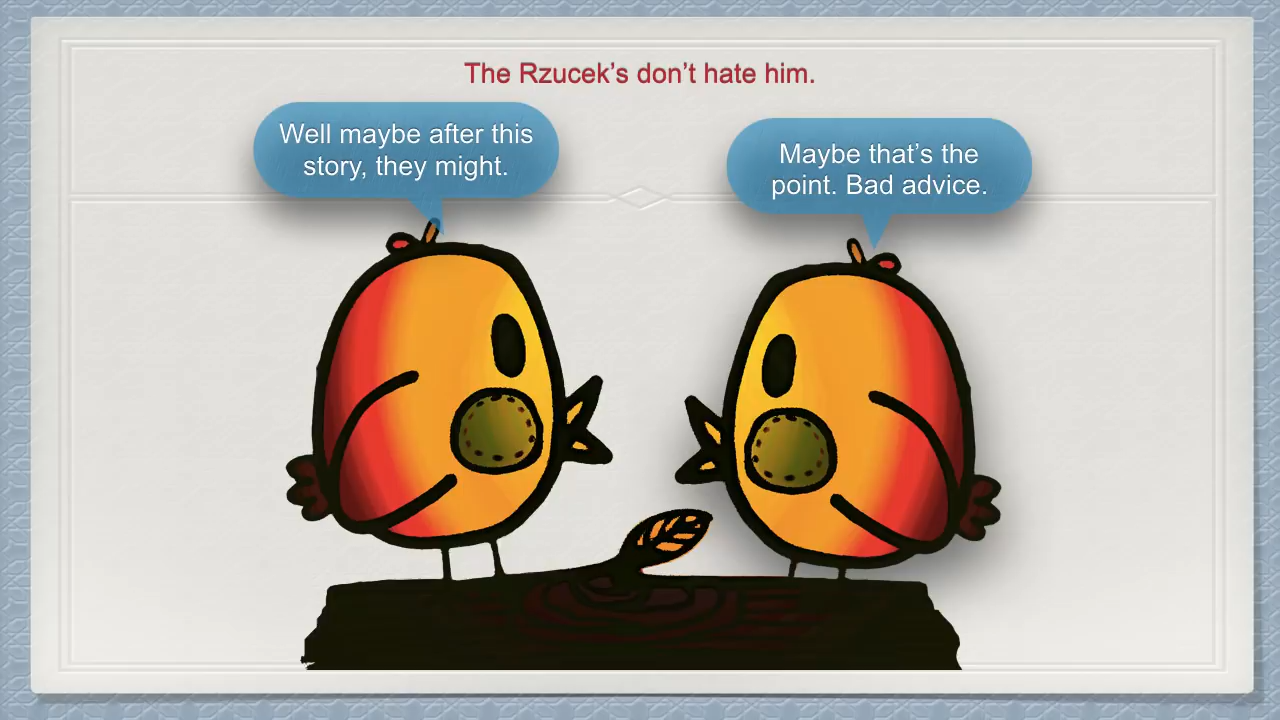 The Rzucek’s don’t hate him.
Well maybe after this
story, they might.
Maybe that’s the
point. Bad advice.